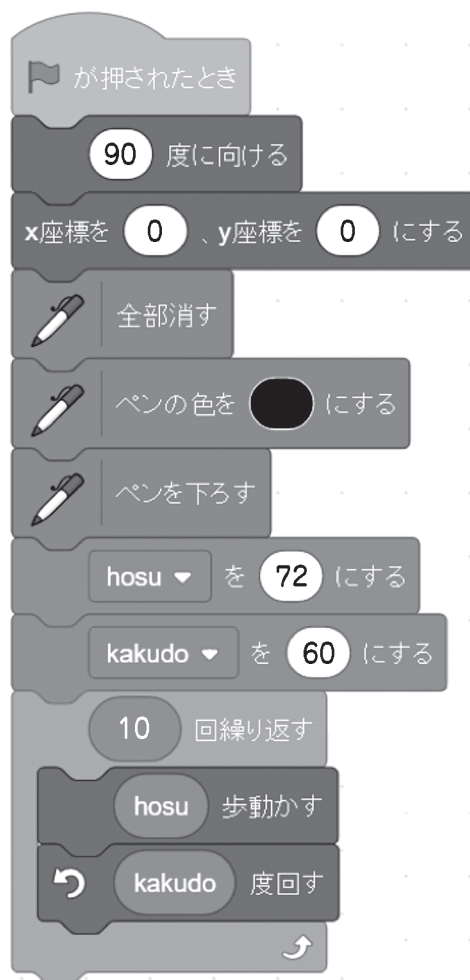 が押されたとき
90 度に向ける
x座標を 0 、y座標を 0 にする
全部消す
ペンの色を にする
ペンを下ろす
hosu を 72 にする
kakudo を 60 にする
10 回繰り返す
hosu 歩動かす
kakudo 度回す